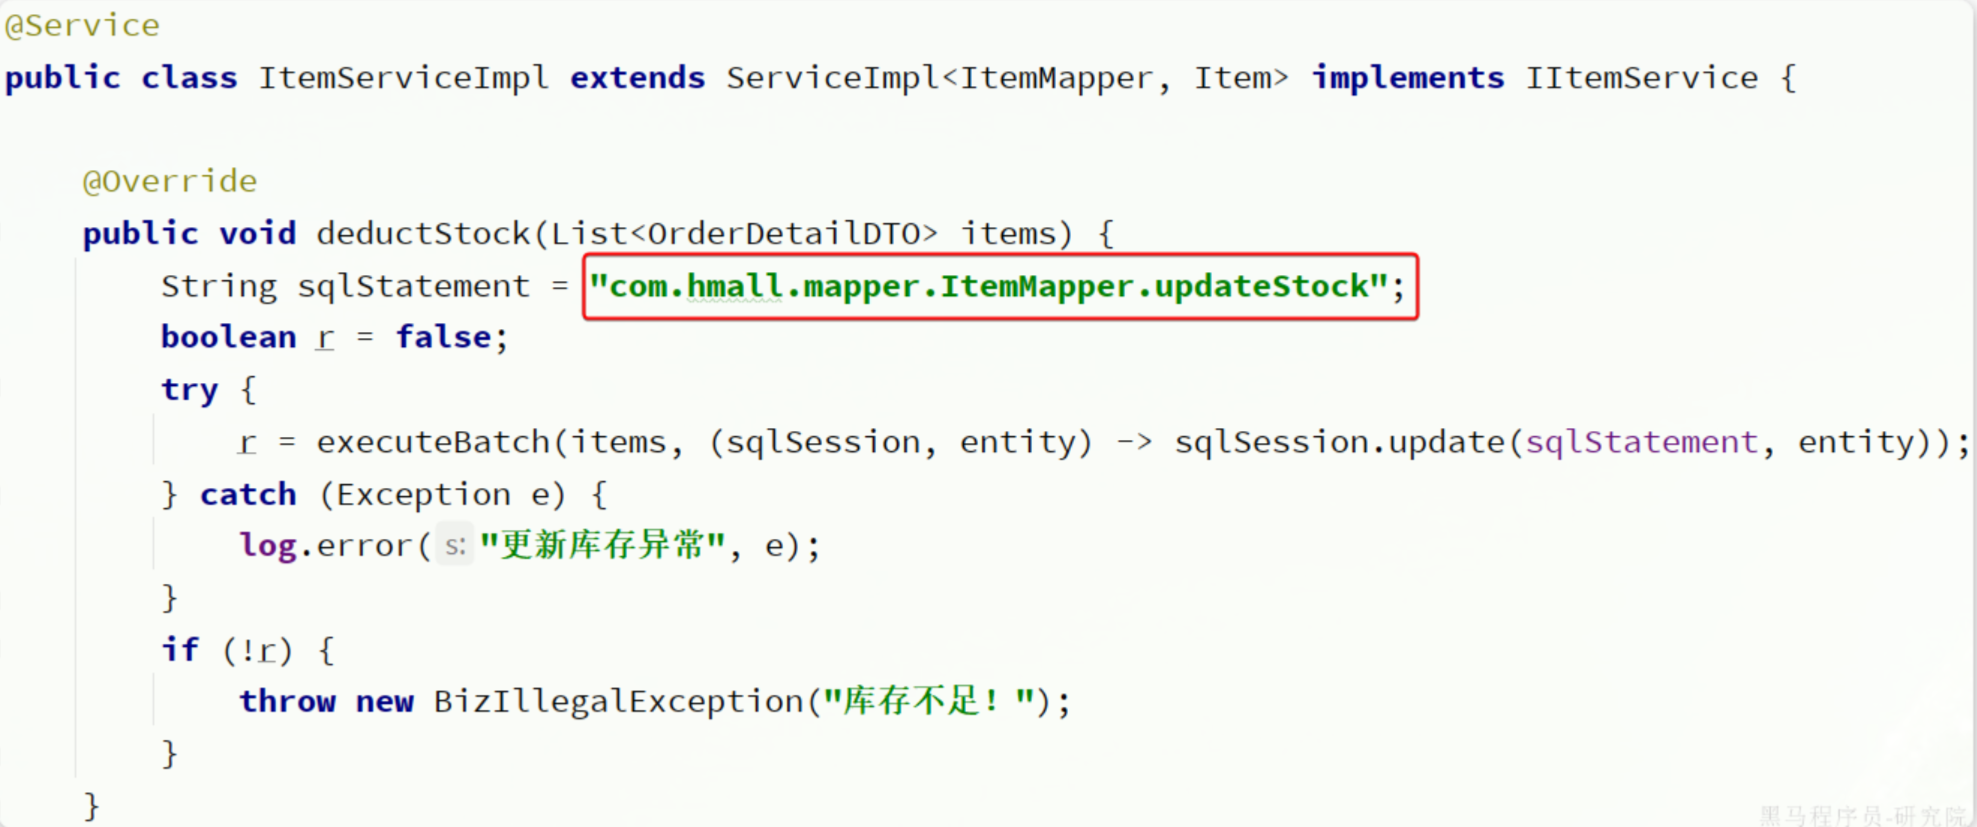 @Service
public class ItemServiceImpl extends ServiceImpl<ItemMapper, Item> implements IItemService {
@Override
public void deductStock(List<OrderDetailDTO> items) {
String sqlStatement = "com.hmall.mapper.ItemMapper.updateStock";
boolean r = false;
try {
r = executeBatch(items, (sqlSession, entity) -> sqlSession.update(sqlStatement, entity));
} catch (Exception e) {
log.error( s: "更新库存异常", e);
}
if (!r) {
throw new BizIllegalException("库存不足！");
}
}
黑马程序员-研究院